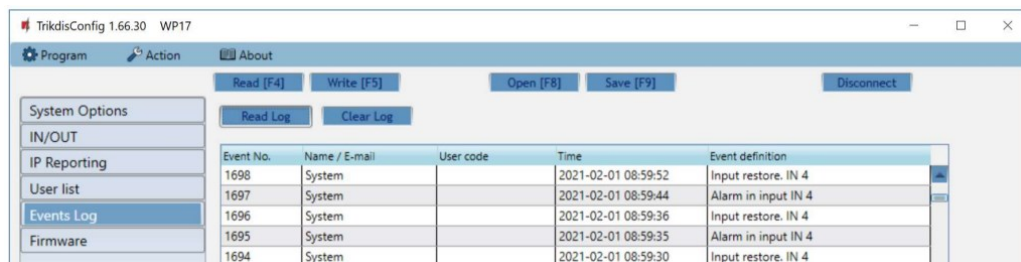 TrikdisConfig 1.66.30 WP17
Program Action About
Read [F4] Write [F5] Open [F8] Save [F9] Disconnect
System Options
IN/OUT
IP Reporting
User list
Events Log
Firmware
Read Log Clear Log
Event No. Name / E-mail User code Time Event definition
1698 System 2021-02-01 08:59:52 Input restore. IN 4
1697 System 2021-02-01 08:59:44 Alarm in input IN 4
1696 System 2021-02-01 08:59:36 Input restore. IN 4
1695 System 2021-02-01 08:59:35 Alarm in input IN 4
1694 System 2021-02-01 08:59:30 Input restore. IN 4